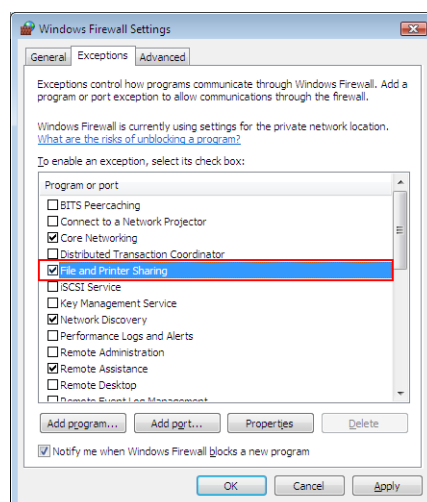 Windows Firewall Settings
General Exceptions Advanced
Exceptions control how programs communicate through Windows Firewall. Add a
program or port exception to allow communications through the firewall.
Windows Firewall is currently using settings for the private network location.
What are the risks of unblocking a program?
To enable an exception, select its check box:
Program or port
BITS Peercaching
Connect to a Network Projector
Core Networking
Distributed Transaction Coordinator
File and Printer Sharing
iSCSI Service
Key Management Service
Network Discovery
Performance Logs and Alerts
Remote Administration
Remote Assistance
Remote Desktop
Remote Event Log Management
Add program... Add port... Properties Delete
Notify me when Windows Firewall blocks a new program
OK Cancel Apply